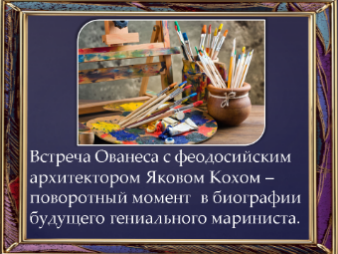 Встреча Ованеса с феодосийским
архитектором Яковом Кохом –
поворотный момент в биографии
будущего гениального мариниста.